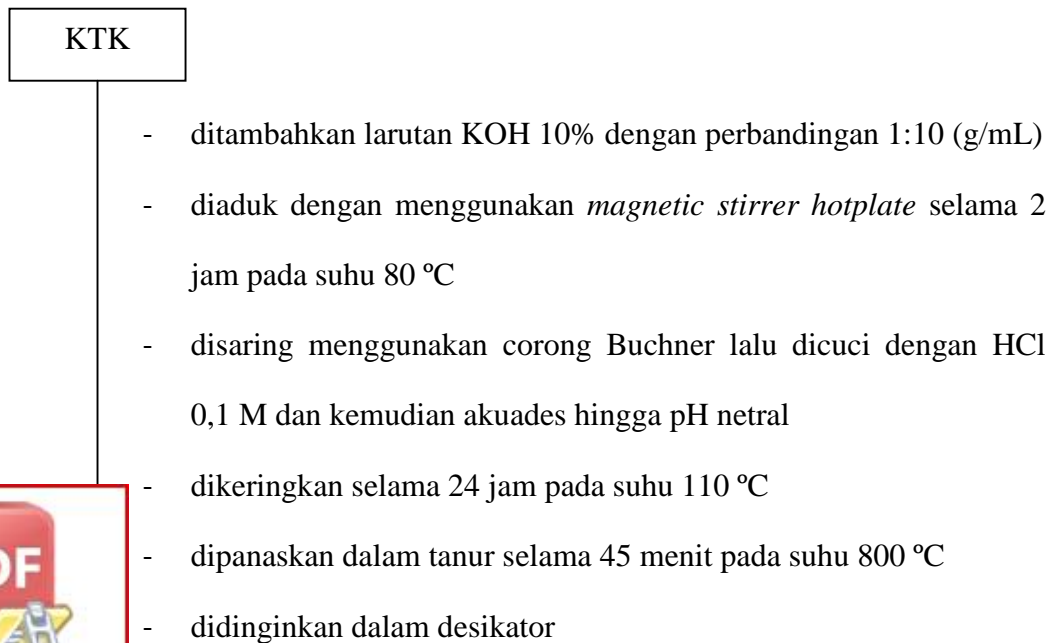 KTK
- ditambahkan larutan KOH 10% dengan perbandingan 1:10 (g/mL)
- diaduk dengan menggunakan magnetic stirrer hotplate selama 2
jam pada suhu 80 ºC
- disaring menggunakan corong Buchner lalu dicuci dengan HCl
0,1 M dan kemudian akuades hingga pH netral
- dikeringkan selama 24 jam pada suhu 110 ºC
- dipanaskan dalam tanur selama 45 menit pada suhu 800 ºC
- didinginkan dalam desikator